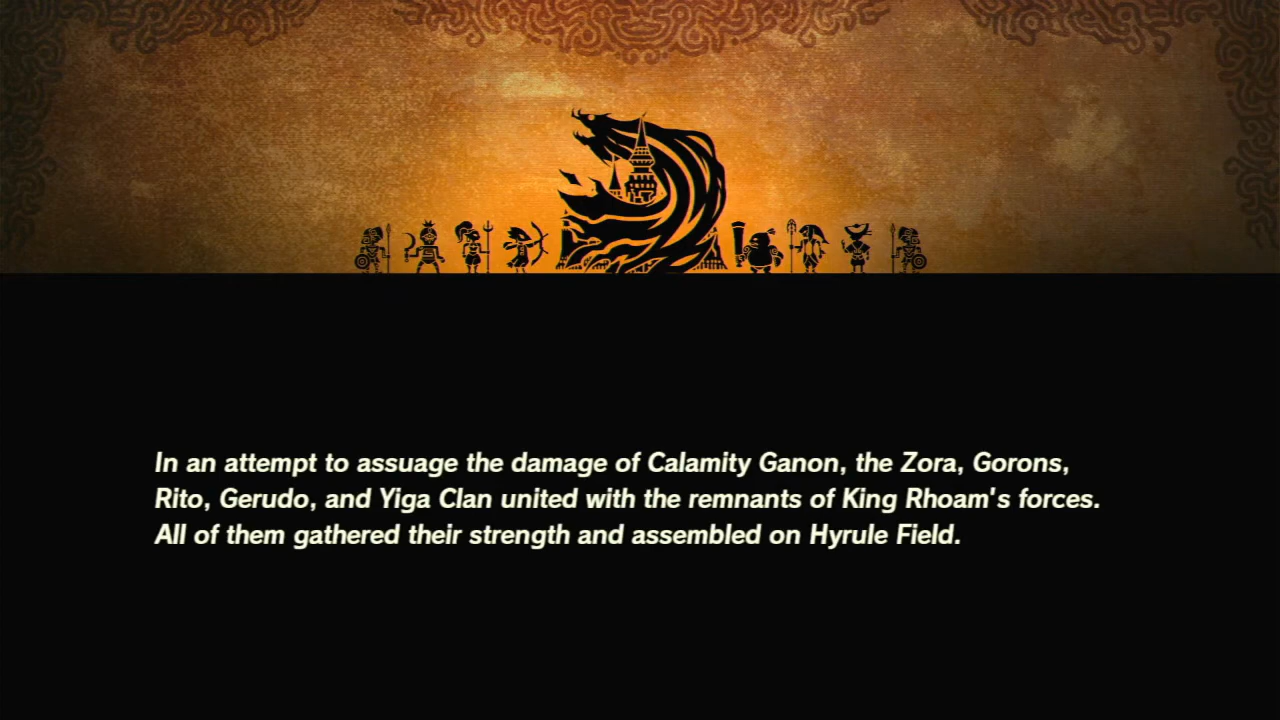 In an attempt to assuage the damage of Calamity Ganon, the Zora, Gorons,
Rito, Gerudo, and Yiga Clan united with the remnants of King Rhoam's forces.
All of them gathered their strength and assembled on Hyrule Field.